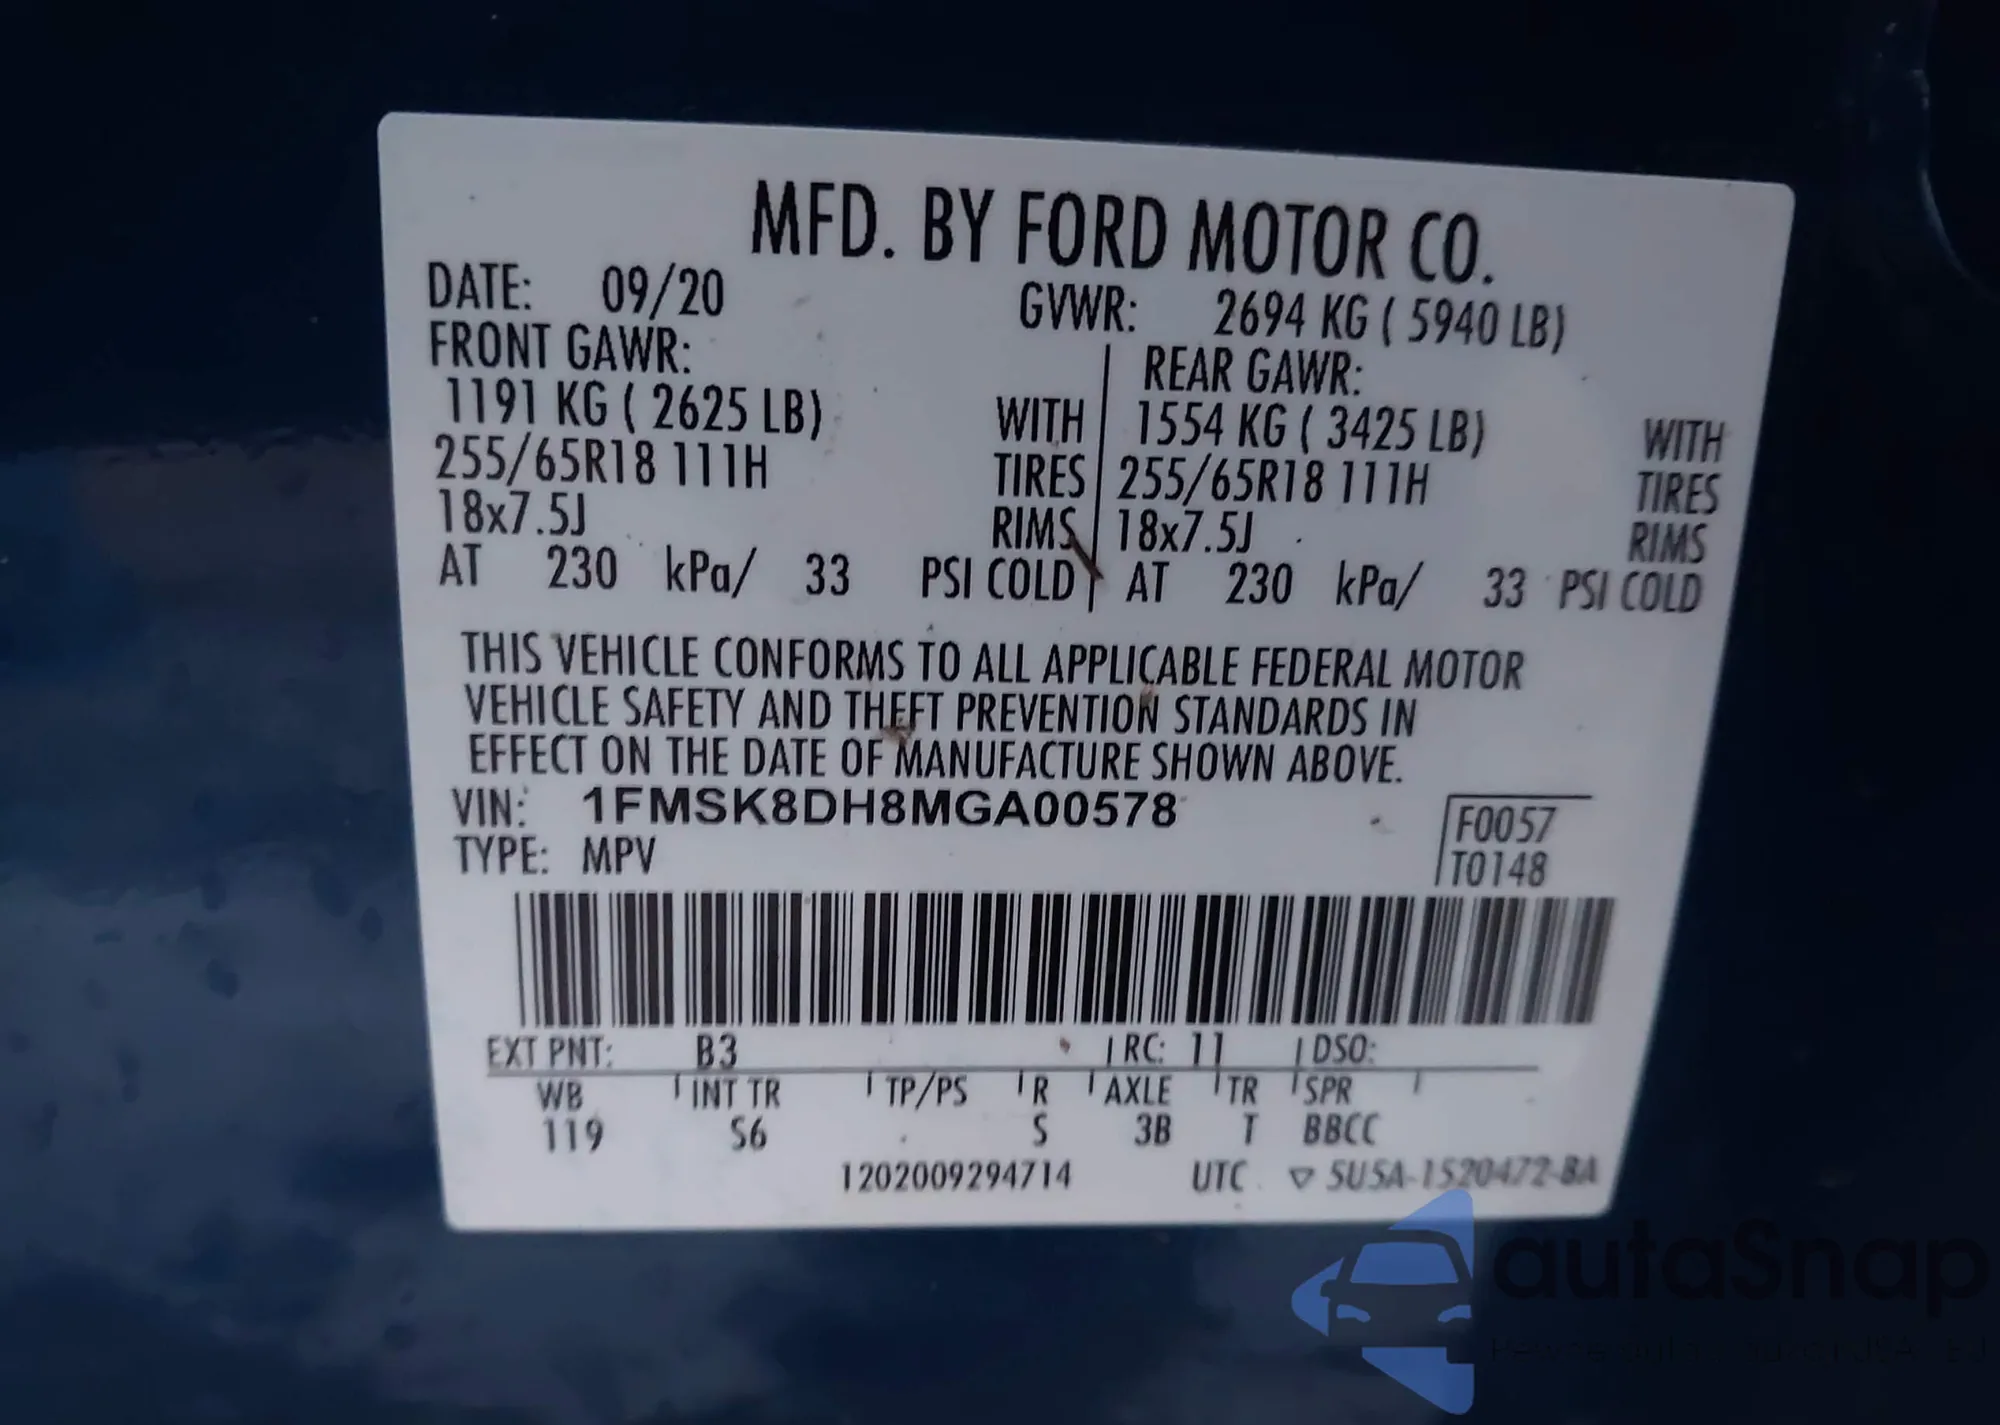 MFD. BY FORD MOTOR CO.
DATE: 09/20 GVWR: 2694 KG ( 5940 LB)
FRONT GAWR: REAR GAWR:
1191 KG ( 2625 LB) WITH 1554 KG ( 3425 LB) WITH
255/65R18 111H TIRES 255/65R18 111H TIRES
18x7.5J RIMS 18x7.5J RIMS
AT 230 kPa/ 33 PSI COLD AT 230 kPa/ 33 PSI COLD
THIS VEHICLE CONFORMS TO ALL APPLICABLE FEDERAL MOTOR
VEHICLE SAFETY AND THEFT PREVENTION STANDARDS IN
EFFECT ON THE DATE OF MANUFACTURE SHOWN ABOVE.
VIN: 1FMSK8DH8MGA00578
F0057
TYPE: MPV
T0148
EXT PNT: B3 RC: 11 DSO:
WB INT TR TP/PS R AXLE TR SPR
119 S6 S 3B T BBCC
1202009294714 UTC ▽ 5U5A-1520472-BA
autaSnap